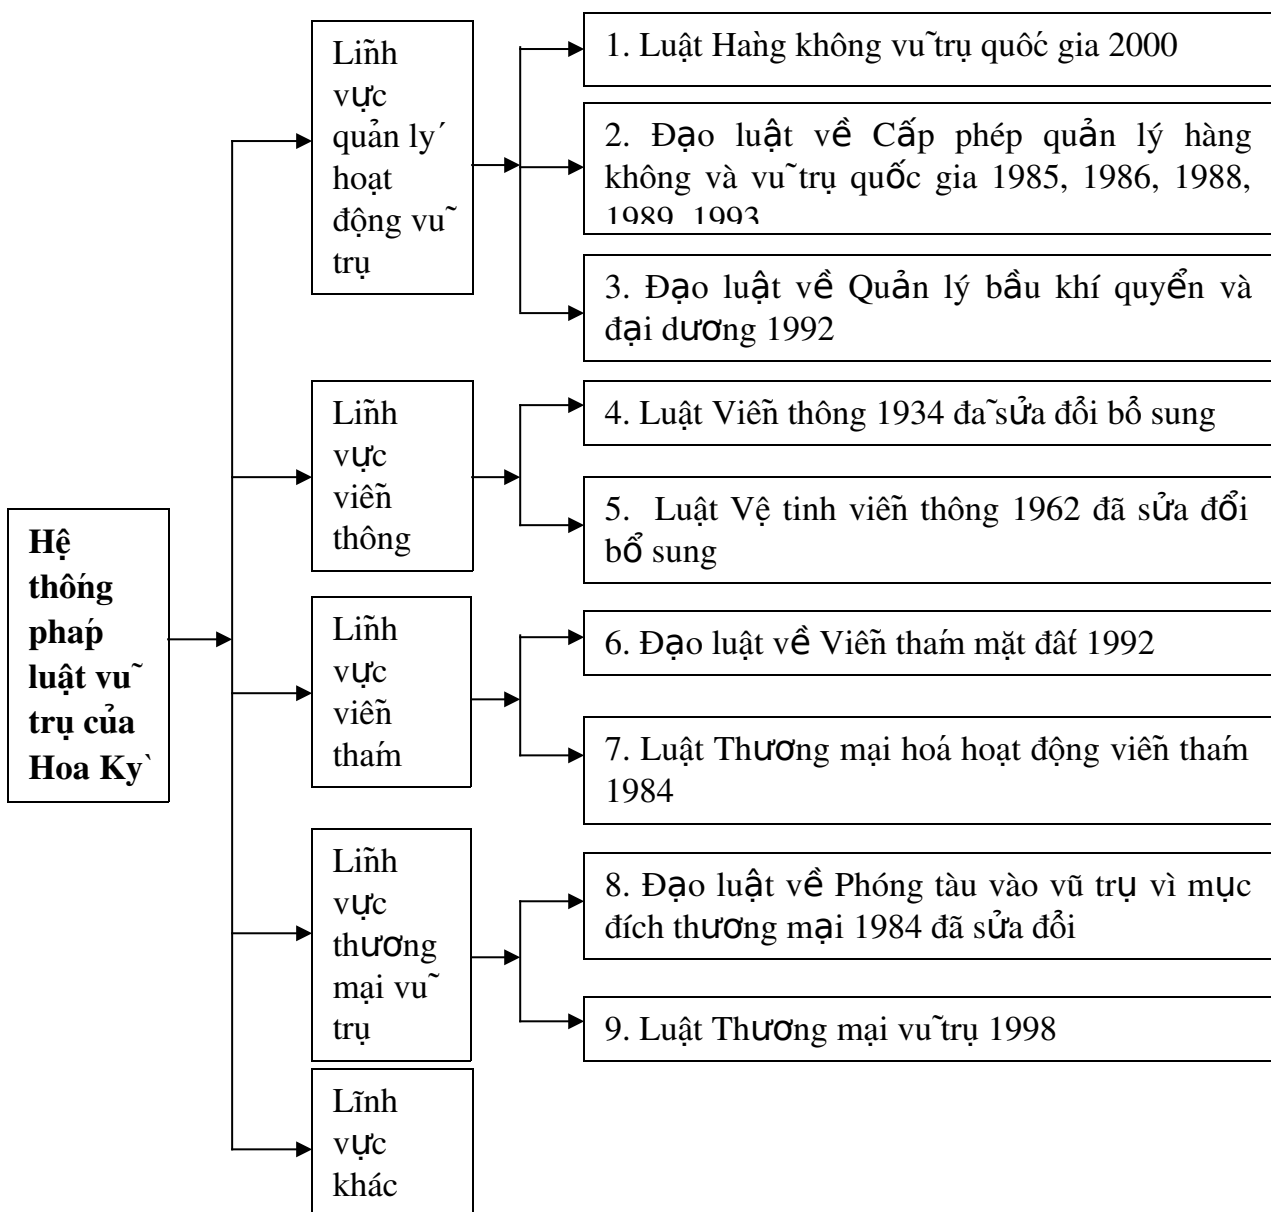 Hệ
thống
pháp
luật vũ
trụ của
Hoa Kỳ
Lĩnh
vực
quản lý
hoạt
động vũ
trụ
1. Luật Hàng không vũ trụ quốc gia 2000
2. Đạo luật về Cấp phép quản lý hàng
không và vũ trụ quốc gia 1985, 1986, 1988,
1989, 1993
3. Đạo luật về Quản lý bầu khí quyển và
đại dương 1992
Lĩnh
vực
viễn
thông
4. Luật Viễn thông 1934 đã sửa đổi bổ sung
5. Luật Vệ tinh viễn thông 1962 đã sửa đổi
bổ sung
Lĩnh
vực
viễn
thám
6. Đạo luật về Viễn thám mặt đất 1992
7. Luật Thương mại hoá hoạt động viễn thám
1984
Lĩnh
vực
thương
mại vũ
trụ
8. Đạo luật về Phóng tàu vào vũ trụ vì mục
đích thương mại 1984 đã sửa đổi
9. Luật Thương mại vũ trụ 1998
Lĩnh
vực
khác